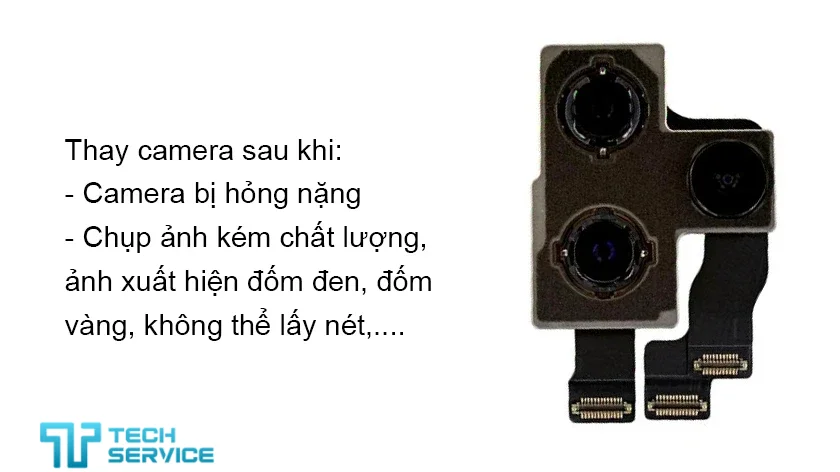 Thay camera sau khi:
- Camera bị hỏng nặng
- Chụp ảnh kém chất lượng,
ảnh xuất hiện đốm đen, đốm
vàng, không thể lấy nét,....
TECH
SERVICE